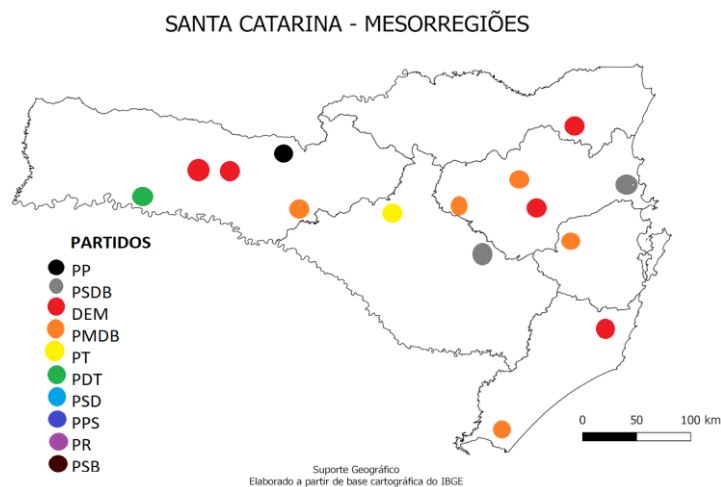 SANTA CATARINA - MESORREGIÕES
PARTIDOS
PP
PSDB
DEM
PMDB
PT
PDT
PSD
PPS
PR
PSB
0 50 100 km
Suporte Geográfico
Elaborado a partir de base cartográfica do IBGE